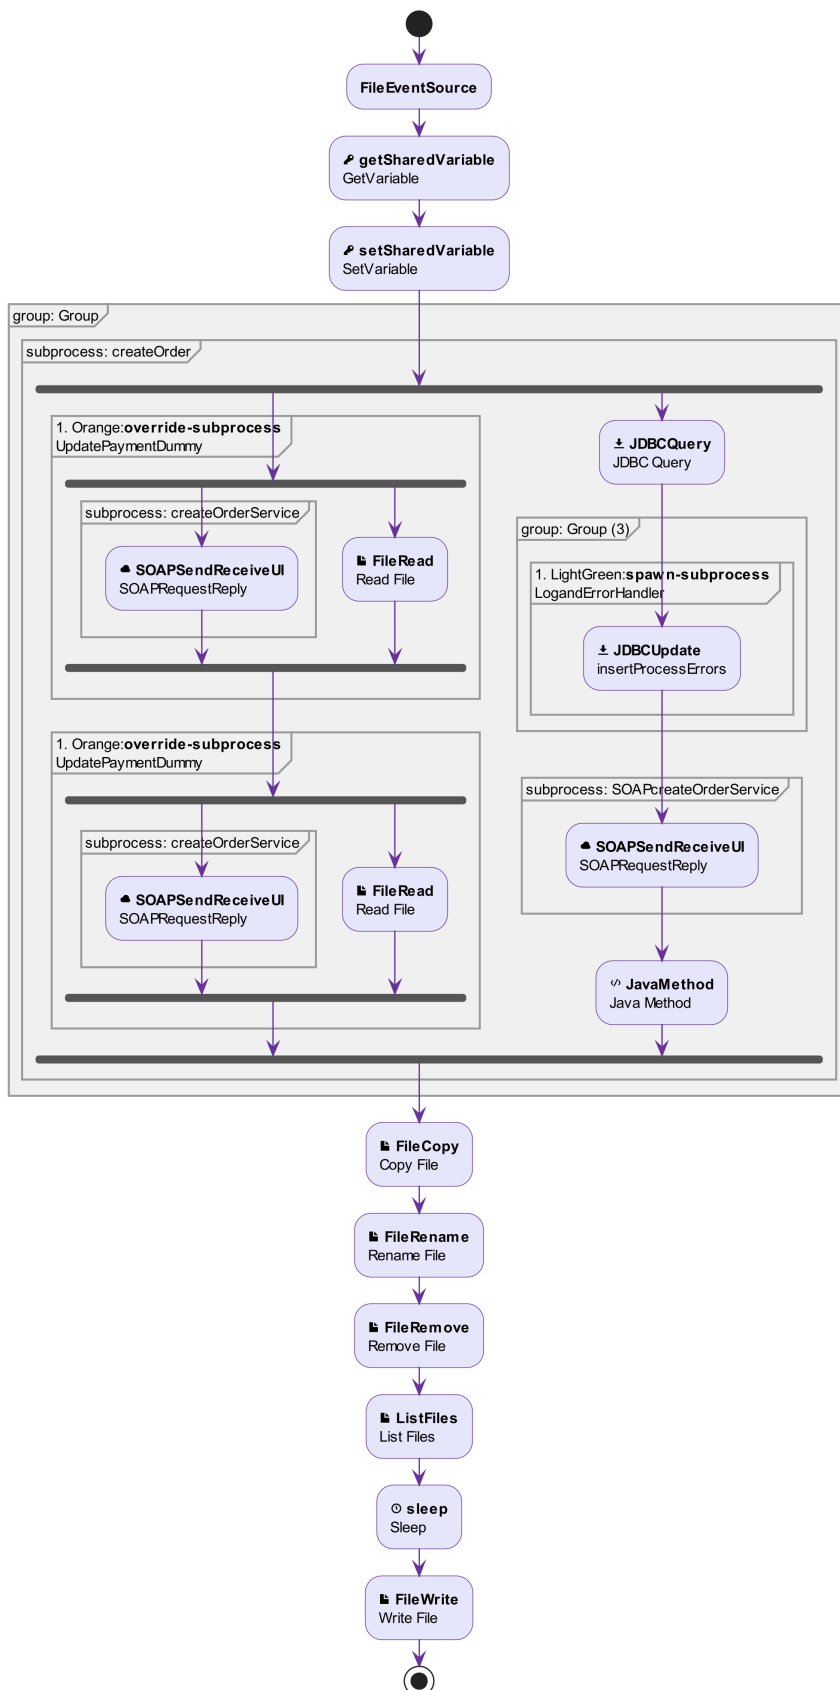 FileEventSource
getSharedVariable
GetVariable
setSharedVariable
SetVariable
group: Group
subprocess: createOrder
1. Orange:override-subprocess
UpdatePaymentDummy
subprocess: createOrderService
SOAPSendReceiveUI
SOAPRequestReply
FileRead
Read File
1. Orange:override-subprocess
UpdatePaymentDummy
subprocess: createOrderService
SOAPSendReceiveUI
SOAPRequestReply
FileRead
Read File
JDBCQuery
JDBC Query
group: Group (3)
1. LightGreen:spawn-subprocess
LogandErrorHandler
JDBCUpdate
insertProcessErrors
subprocess: SOAPcreateOrderService
SOAPSendReceiveUI
SOAPRequestReply
JavaMethod
Java Method
FileCopy
Copy File
FileRename
Rename File
FileRemove
Remove File
ListFiles
List Files
sleep
Sleep
FileWrite
Write File